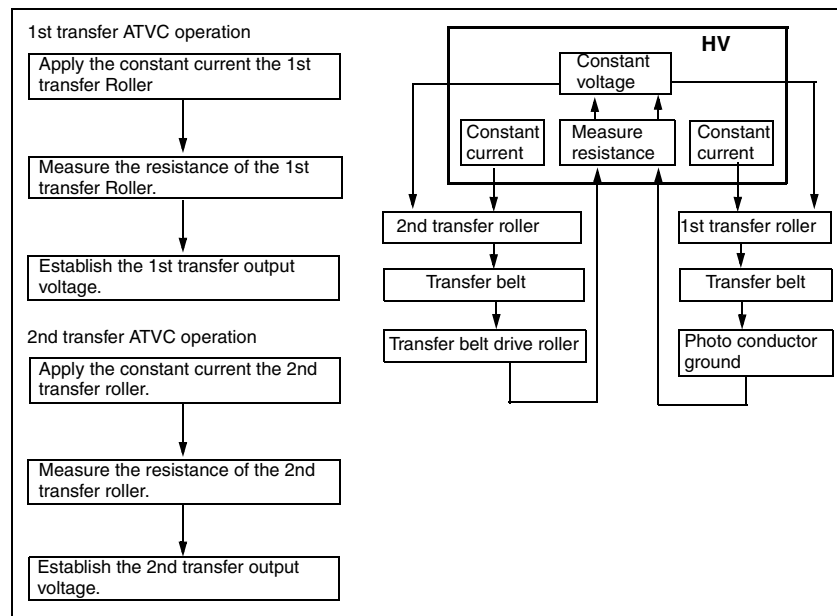 1st transfer ATVC operation
Apply the constant current the 1st
transfer Roller
Measure the resistance of the 1st
transfer Roller.
Establish the 1st transfer output
voltage.
2nd transfer ATVC operation
Apply the constant current the 2nd
transfer roller.
Measure the resistance of the 2nd
transfer roller.
Establish the 2nd transfer output
voltage.
HV
Constant
voltage
Constant
current
Measure
resistance
Constant
current
2nd transfer roller
1st transfer roller
Transfer belt
Transfer belt
Transfer belt drive roller
Photo conductor
ground